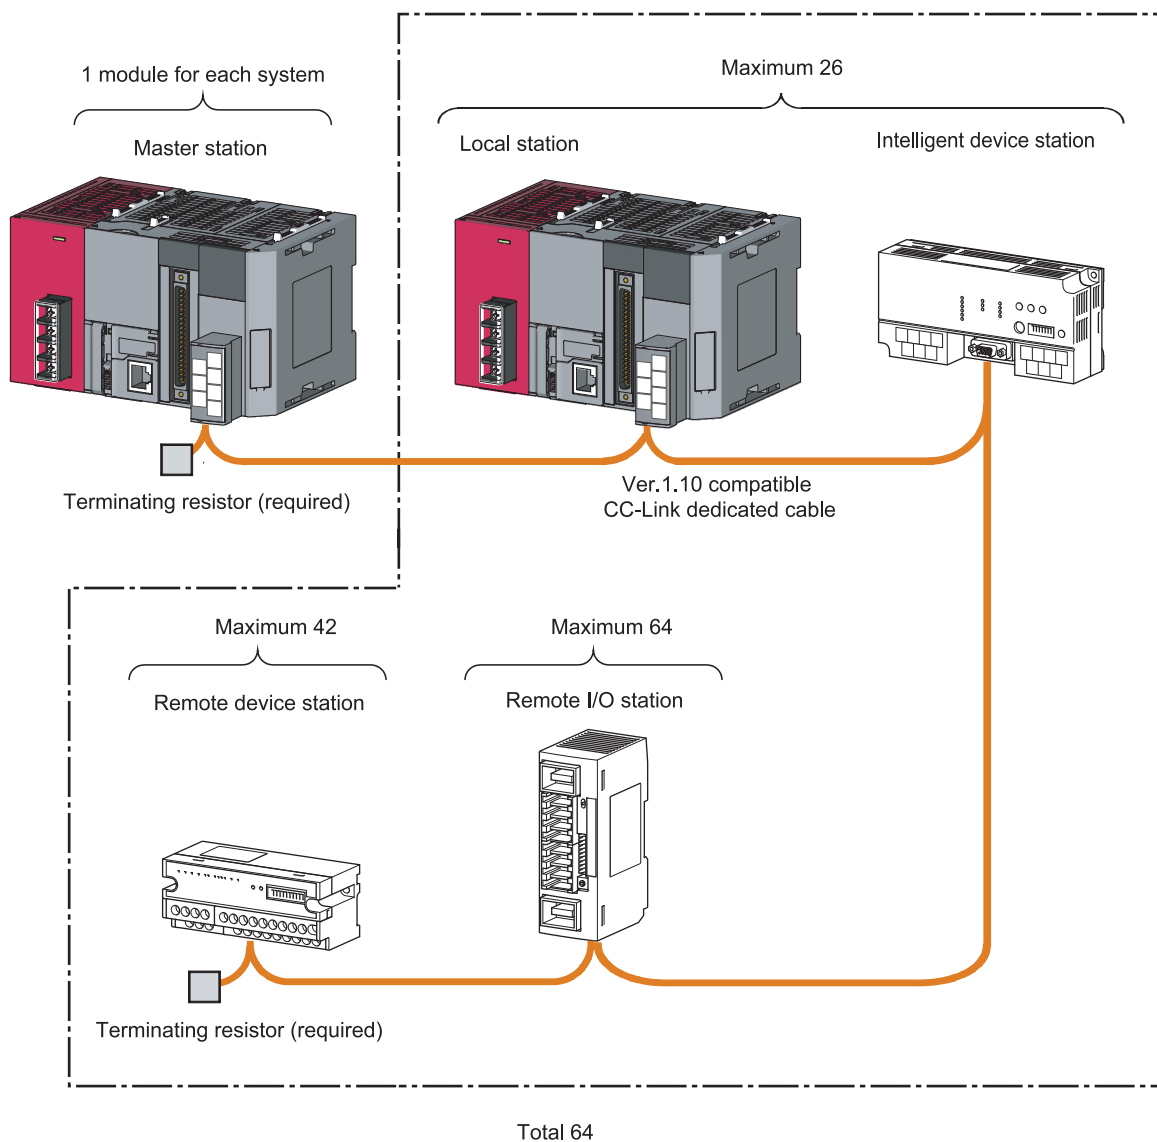 1 module for each system
Maximum 26
Master station
Local station
Intelligent device station
Terminating resistor (required)
Ver.1.10 compatible
CC-Link dedicated cable
Maximum 42
Maximum 64
Remote device station
Remote I/O station
Terminating resistor (required)
Total 64